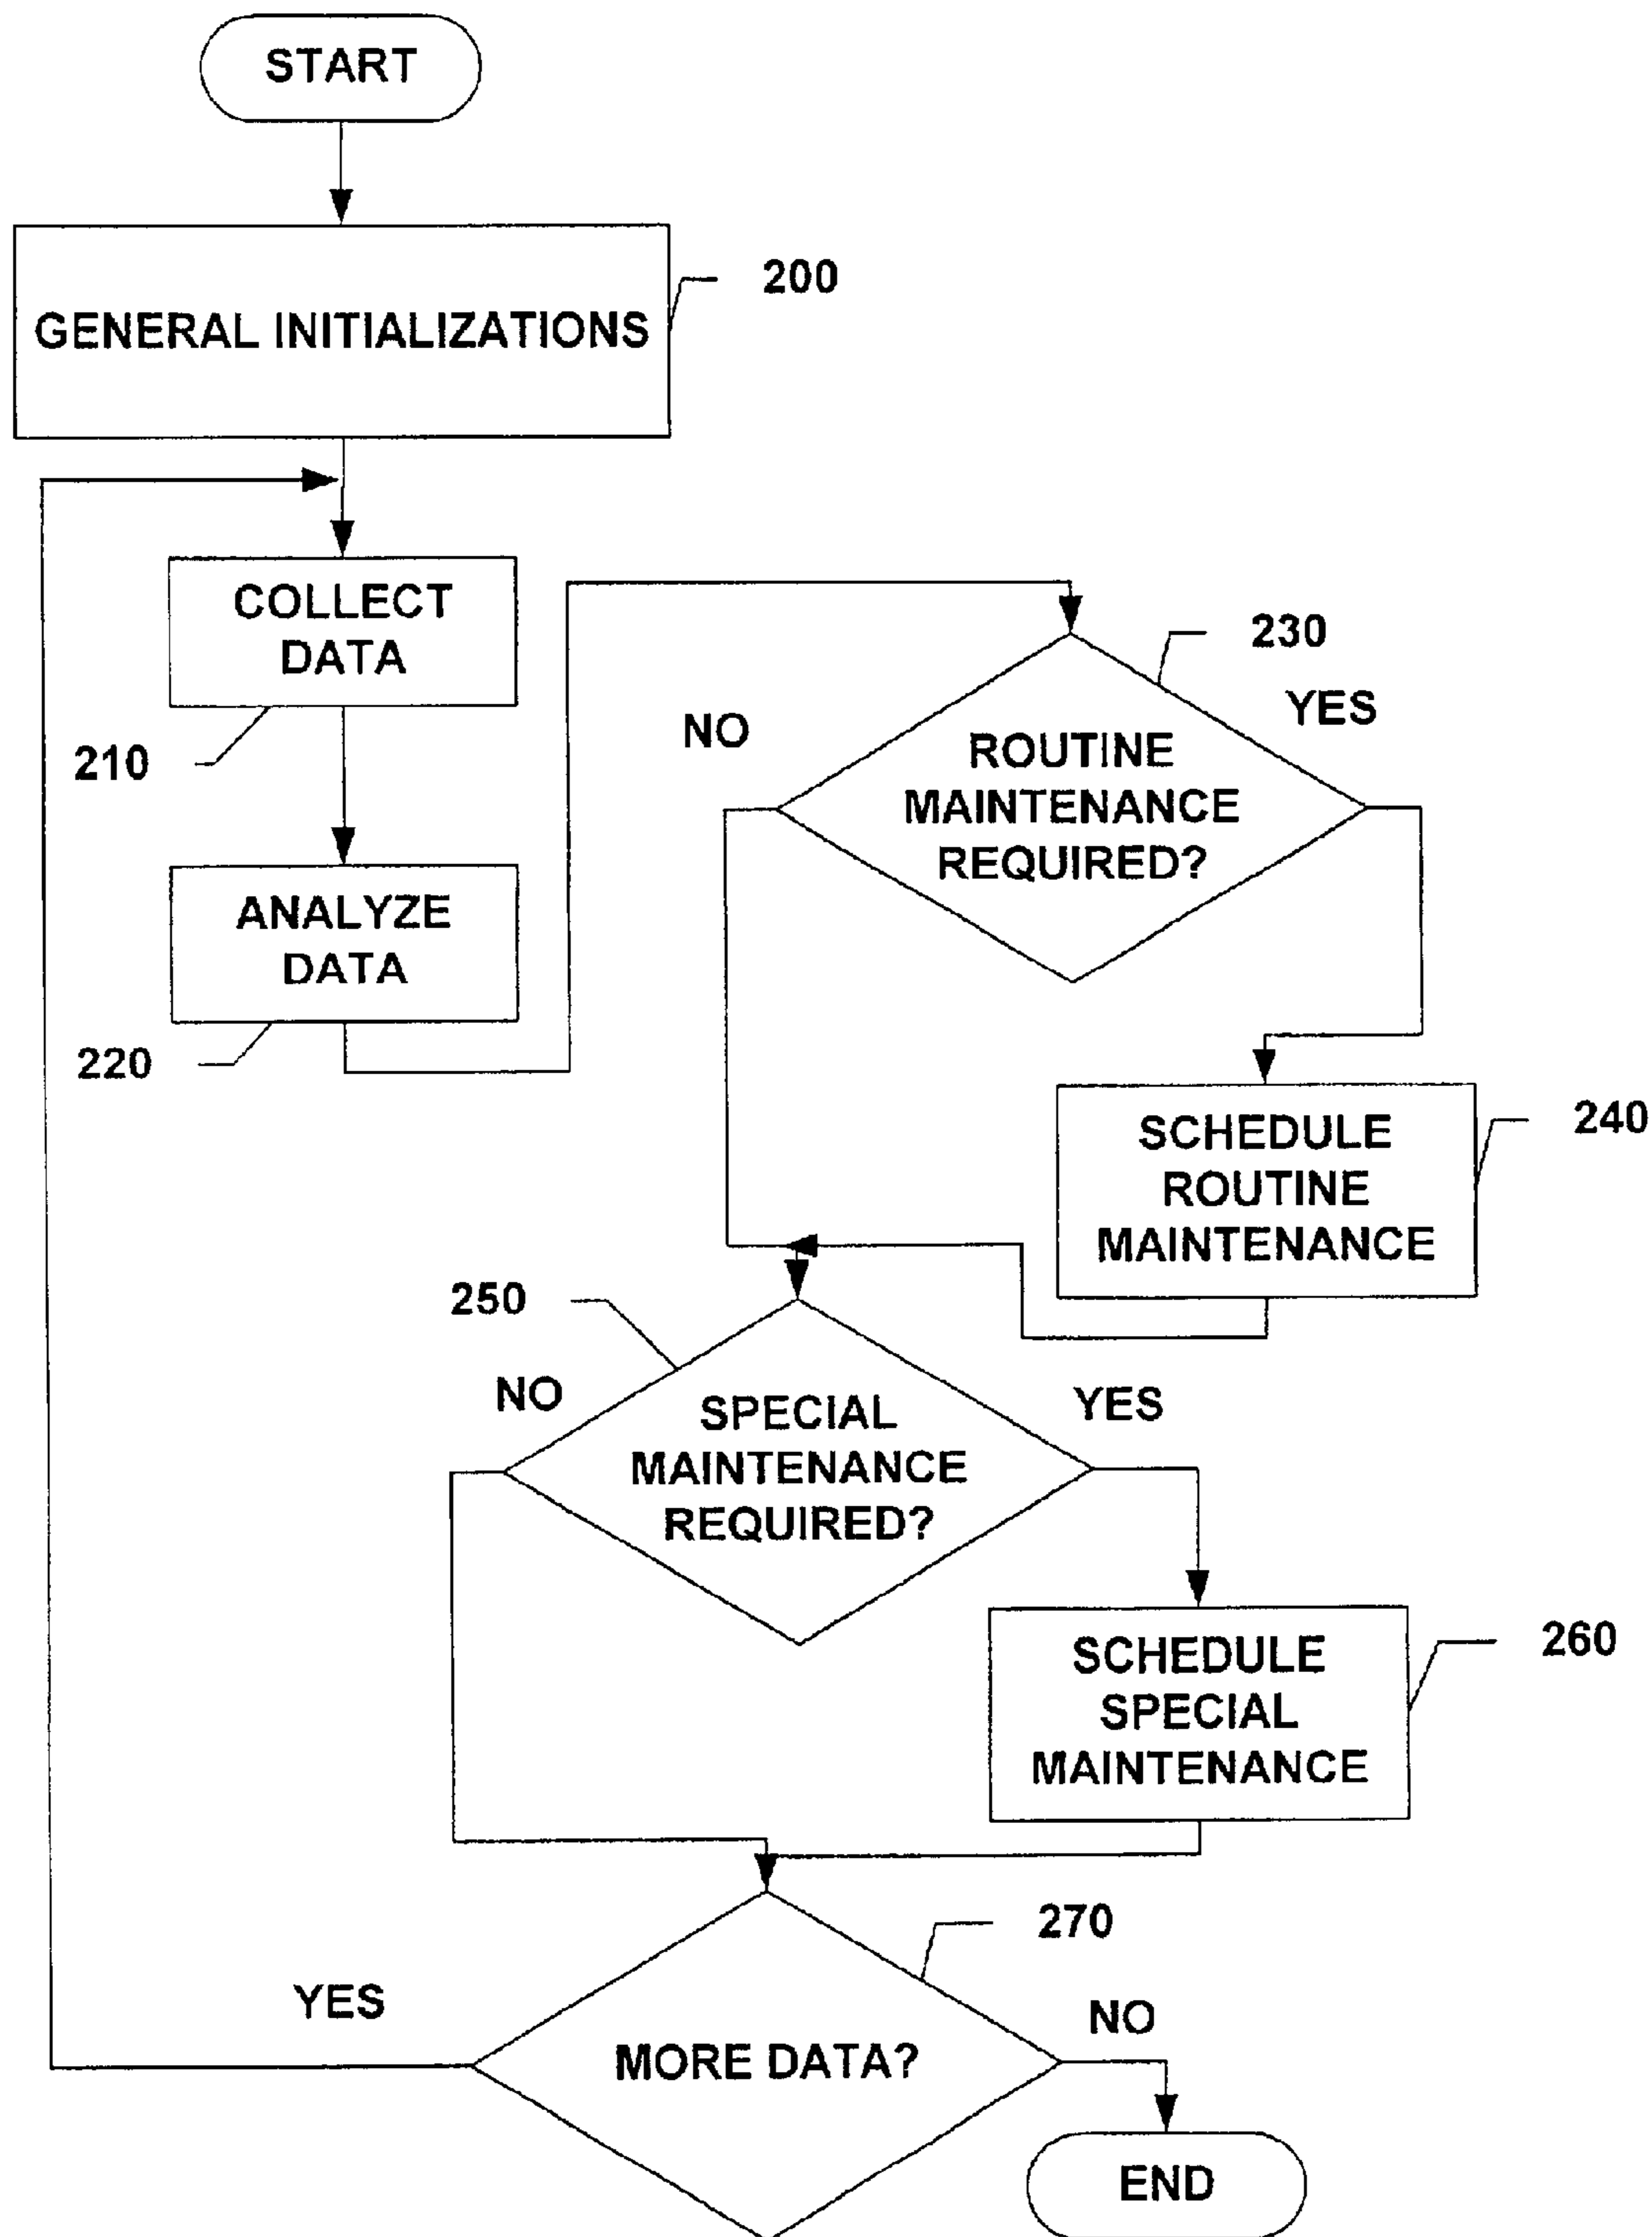 START
200
GENERAL INITIALIZATIONS
COLLECT
DATA
210
ANALYZE
DATA
220
230
NO
YES
ROUTINE
MAINTENANCE
REQUIRED?
240
SCHEDULE
ROUTINE
MAINTENANCE
250
NO
YES
SPECIAL
MAINTENANCE
REQUIRED?
260
SCHEDULE
SPECIAL
MAINTENANCE
270
YES
NO
MORE DATA?
END